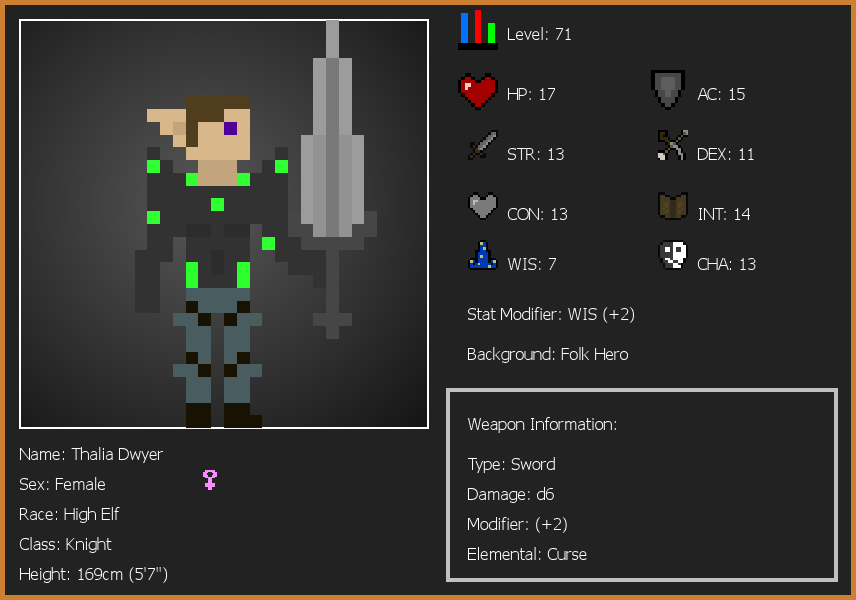 Level: 71
HP: 17
AC: 15
STR: 13
DEX: 11
CON: 13
INT: 14
WIS: 7
CHA: 13
Stat Modifier: WIS (+2)
Background: Folk Hero
Weapon Information:
Type: Sword
Damage: d6
Modifier: (+2)
Elemental: Curse
Name: Thalia Dwyer
Sex: Female
Race: High Elf
Class: Knight
Height: 169cm (5'7")